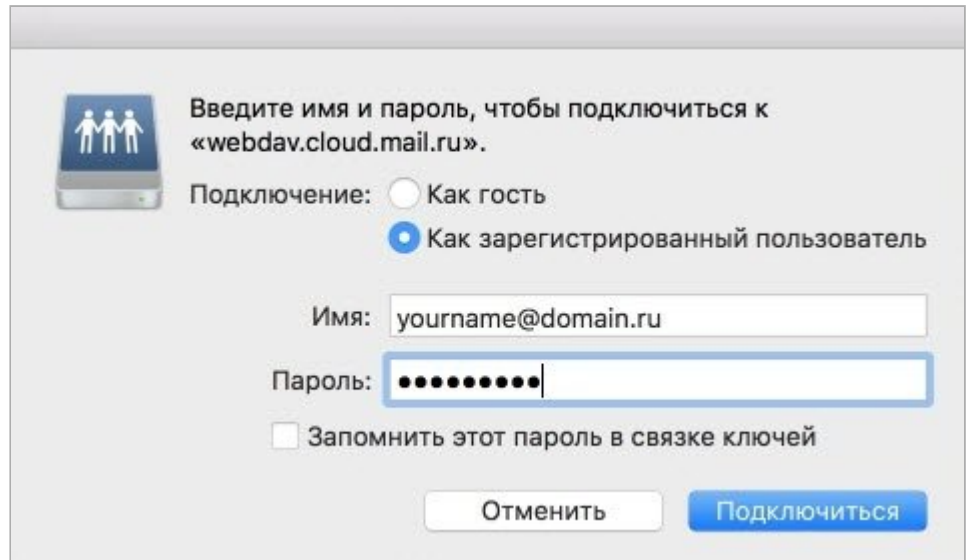 Введите имя и пароль, чтобы подключиться к
«webdav.cloud.mail.ru».
Подключение: Как гость
Как зарегистрированный пользователь
Имя: yourname@domain.ru
Пароль: •••••••••
Запомнить этот пароль в связке ключей
Отменить Подключиться